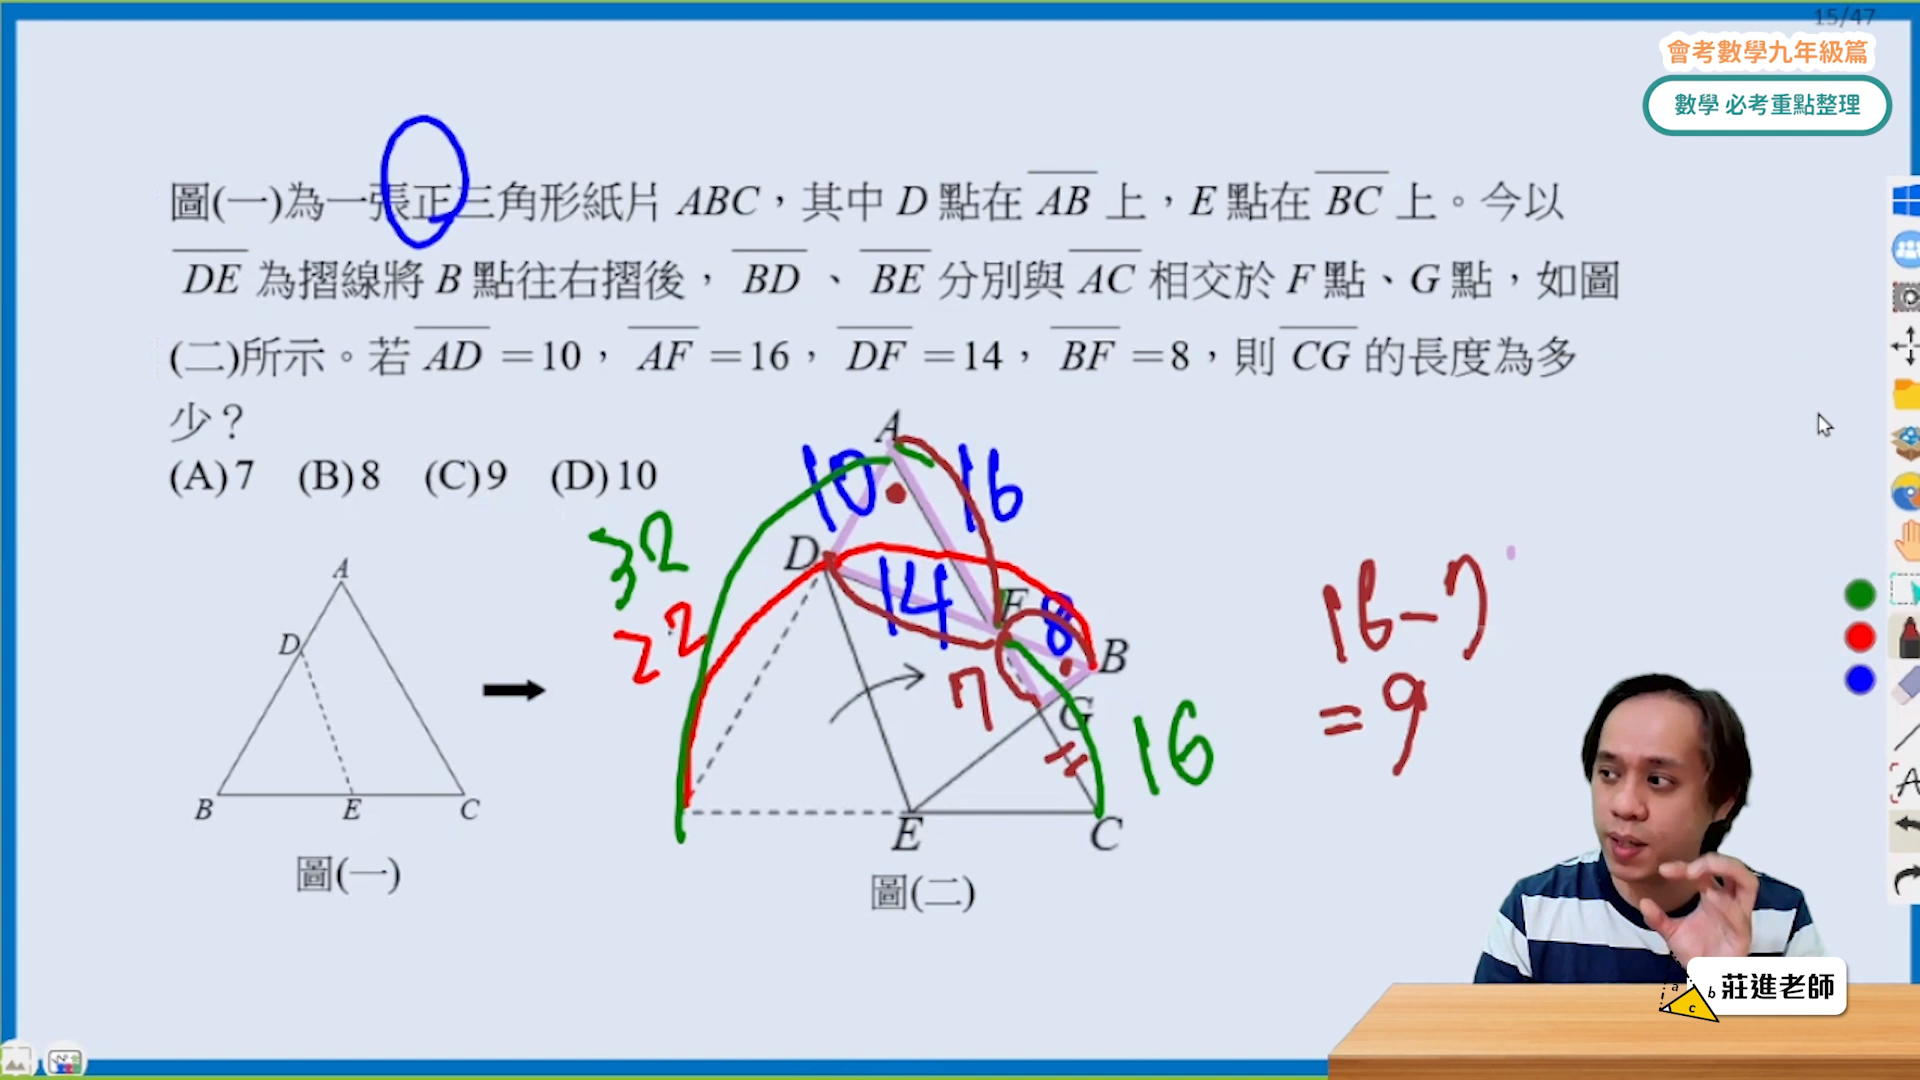 15/47
會考數學九年級篇
數學 必考重點整理
圖(一)為一張正三角形紙片 ABC，其中 D 點在 AB 上，E 點在 BC 上。今以
DE 為摺線將 B 點往右摺後， BD 、 BE 分別與 AC 相交於 F 點、G 點，如圖
(二)所示。若 AD =10， AF =16， DF =14， BF =8，則 CG 的長度為多
少？
(A)7 (B)8 (C)9 (D)10
A
D
B
E
C
圖(一)
A
10
16
32
D
14
F
8
22
B
7
G
16
E
C
圖(二)
16-7
=9
莊進老師
a
b
c